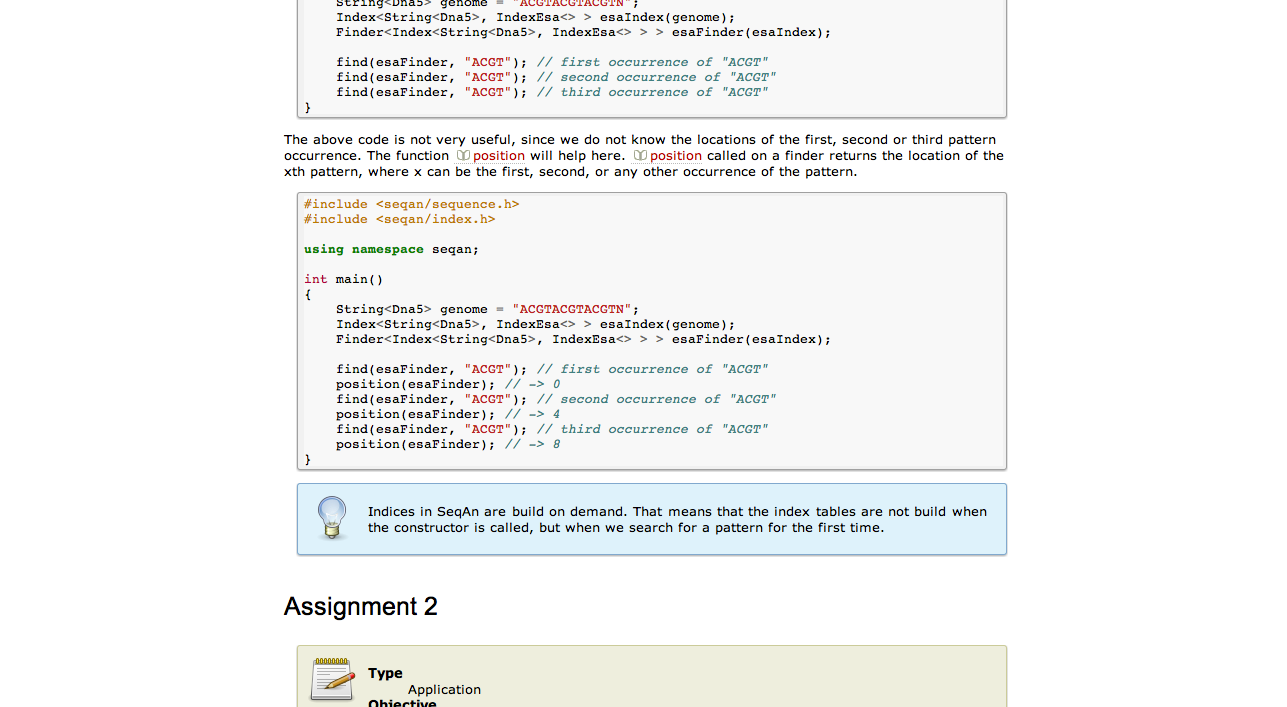 String<Dna5> genome = "ACGTACGTACGTN";
Index<String<Dna5>, IndexEsa<> > esaIndex(genome);
Finder<Index<String<Dna5>, IndexEsa<> > > esaFinder(esaIndex);
find(esaFinder, "ACGT"); // first occurrence of "ACGT"
find(esaFinder, "ACGT"); // second occurrence of "ACGT"
find(esaFinder, "ACGT"); // third occurrence of "ACGT"
}
The above code is not very useful, since we do not know the locations of the first, second or third pattern
occurrence. The function position will help here. position called on a finder returns the location of the
xth pattern, where x can be the first, second, or any other occurrence of the pattern.
#include <seqan/sequence.h>
#include <seqan/index.h>
using namespace seqan;
int main()
{
String<Dna5> genome = "ACGTACGTACGTN";
Index<String<Dna5>, IndexEsa<> > esaIndex(genome);
Finder<Index<String<Dna5>, IndexEsa<> > > esaFinder(esaIndex);
find(esaFinder, "ACGT"); // first occurrence of "ACGT"
position(esaFinder); // -> 0
find(esaFinder, "ACGT"); // second occurrence of "ACGT"
position(esaFinder); // -> 4
find(esaFinder, "ACGT"); // third occurrence of "ACGT"
position(esaFinder); // -> 8
}
Indices in SeqAn are build on demand. That means that the index tables are not build when
the constructor is called, but when we search for a pattern for the first time.
Assignment 2
Type
Application
Objective